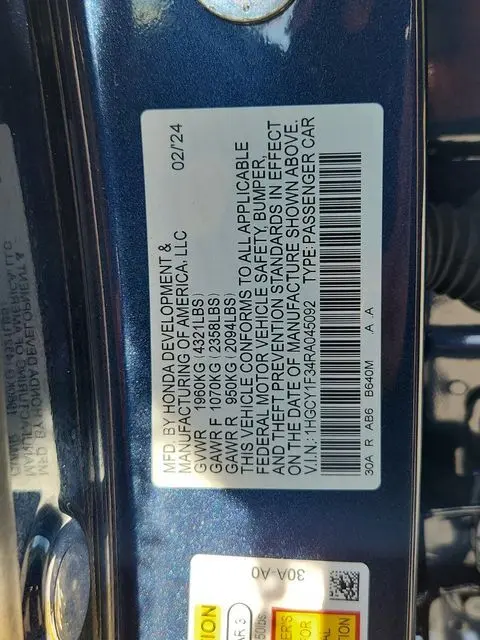 MFD. BY HONDA DEVELOPMENT & 02/'24
MANUFACTURING OF AMERICA, LLC
GVWR 1960KG (4321LBS)
GAWR F 1070KG (2358LBS)
GAWR R 950KG (2094LBS)
THIS VEHICLE CONFORMS TO ALL APPLICABLE
FEDERAL MOTOR VEHICLE SAFETY, BUMPER,
AND THEFT PREVENTION STANDARDS IN EFFECT
ON THE DATE OF MANUFACTURE SHOWN ABOVE.
V.I.N.: 1HGCY1F34RA045092 TYPE: PASSENGER CAR
30A R AB6 B640M A A
30A-A0